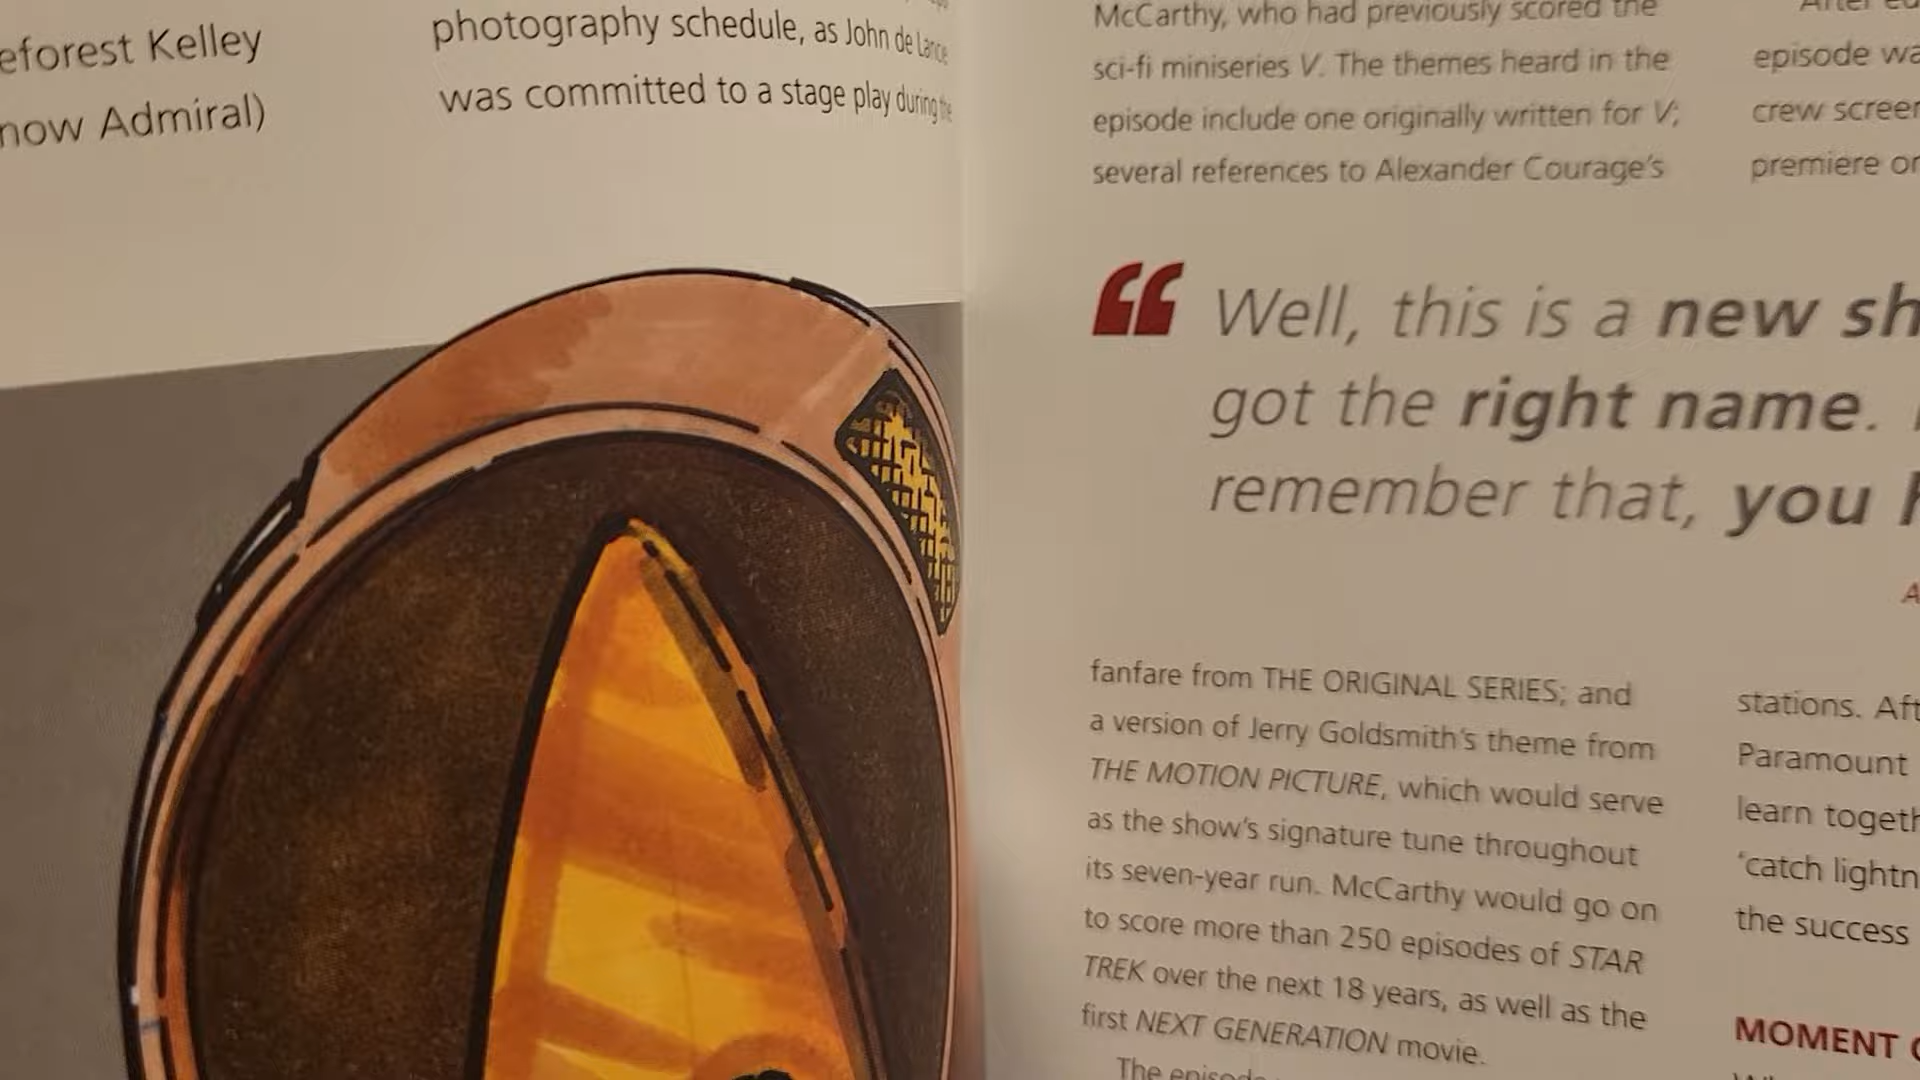 eforest Kelley
now Admiral)
photography schedule, as John de Lance
was committed to a stage play during the
McCarthy, who had previously scored the
sci-fi miniseries V. The themes heard in the
episode include one originally written for V;
several references to Alexander Courage's
episode wa
crew screen
premiere or
“ Well, this is a new sh
got the right name.
remember that, you h
A
fanfare from THE ORIGINAL SERIES; and
a version of Jerry Goldsmith's theme from
THE MOTION PICTURE, which would serve
as the show's signature tune throughout
its seven-year run. McCarthy would go on
to score more than 250 episodes of STAR
TREK over the next 18 years, as well as the
first NEXT GENERATION movie.
The episode
stations. Aft
Paramount
learn togeth
‘catch lightn
the success
MOMENT